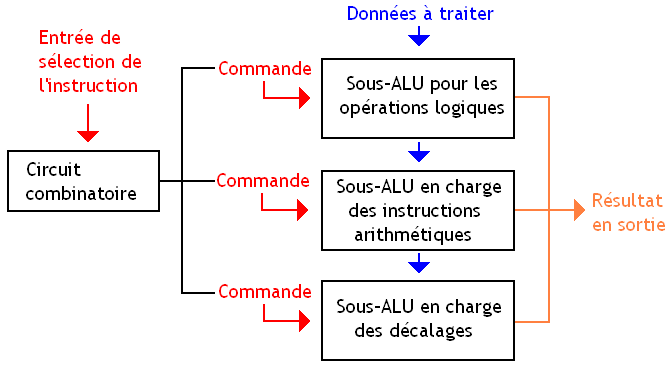 Données à traiter
Entrée de
sélection de
l'instruction
Commande
Sous-ALU pour les
opérations logiques
Circuit
combinatoire
Commande
Sous-ALU en charge
des instructions
arithmétiques
Résultat
en sortie
Commande
Sous-ALU en charge
des décalages